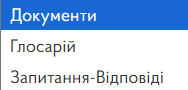 Документи
Глосарій
Запитання-Відповіді